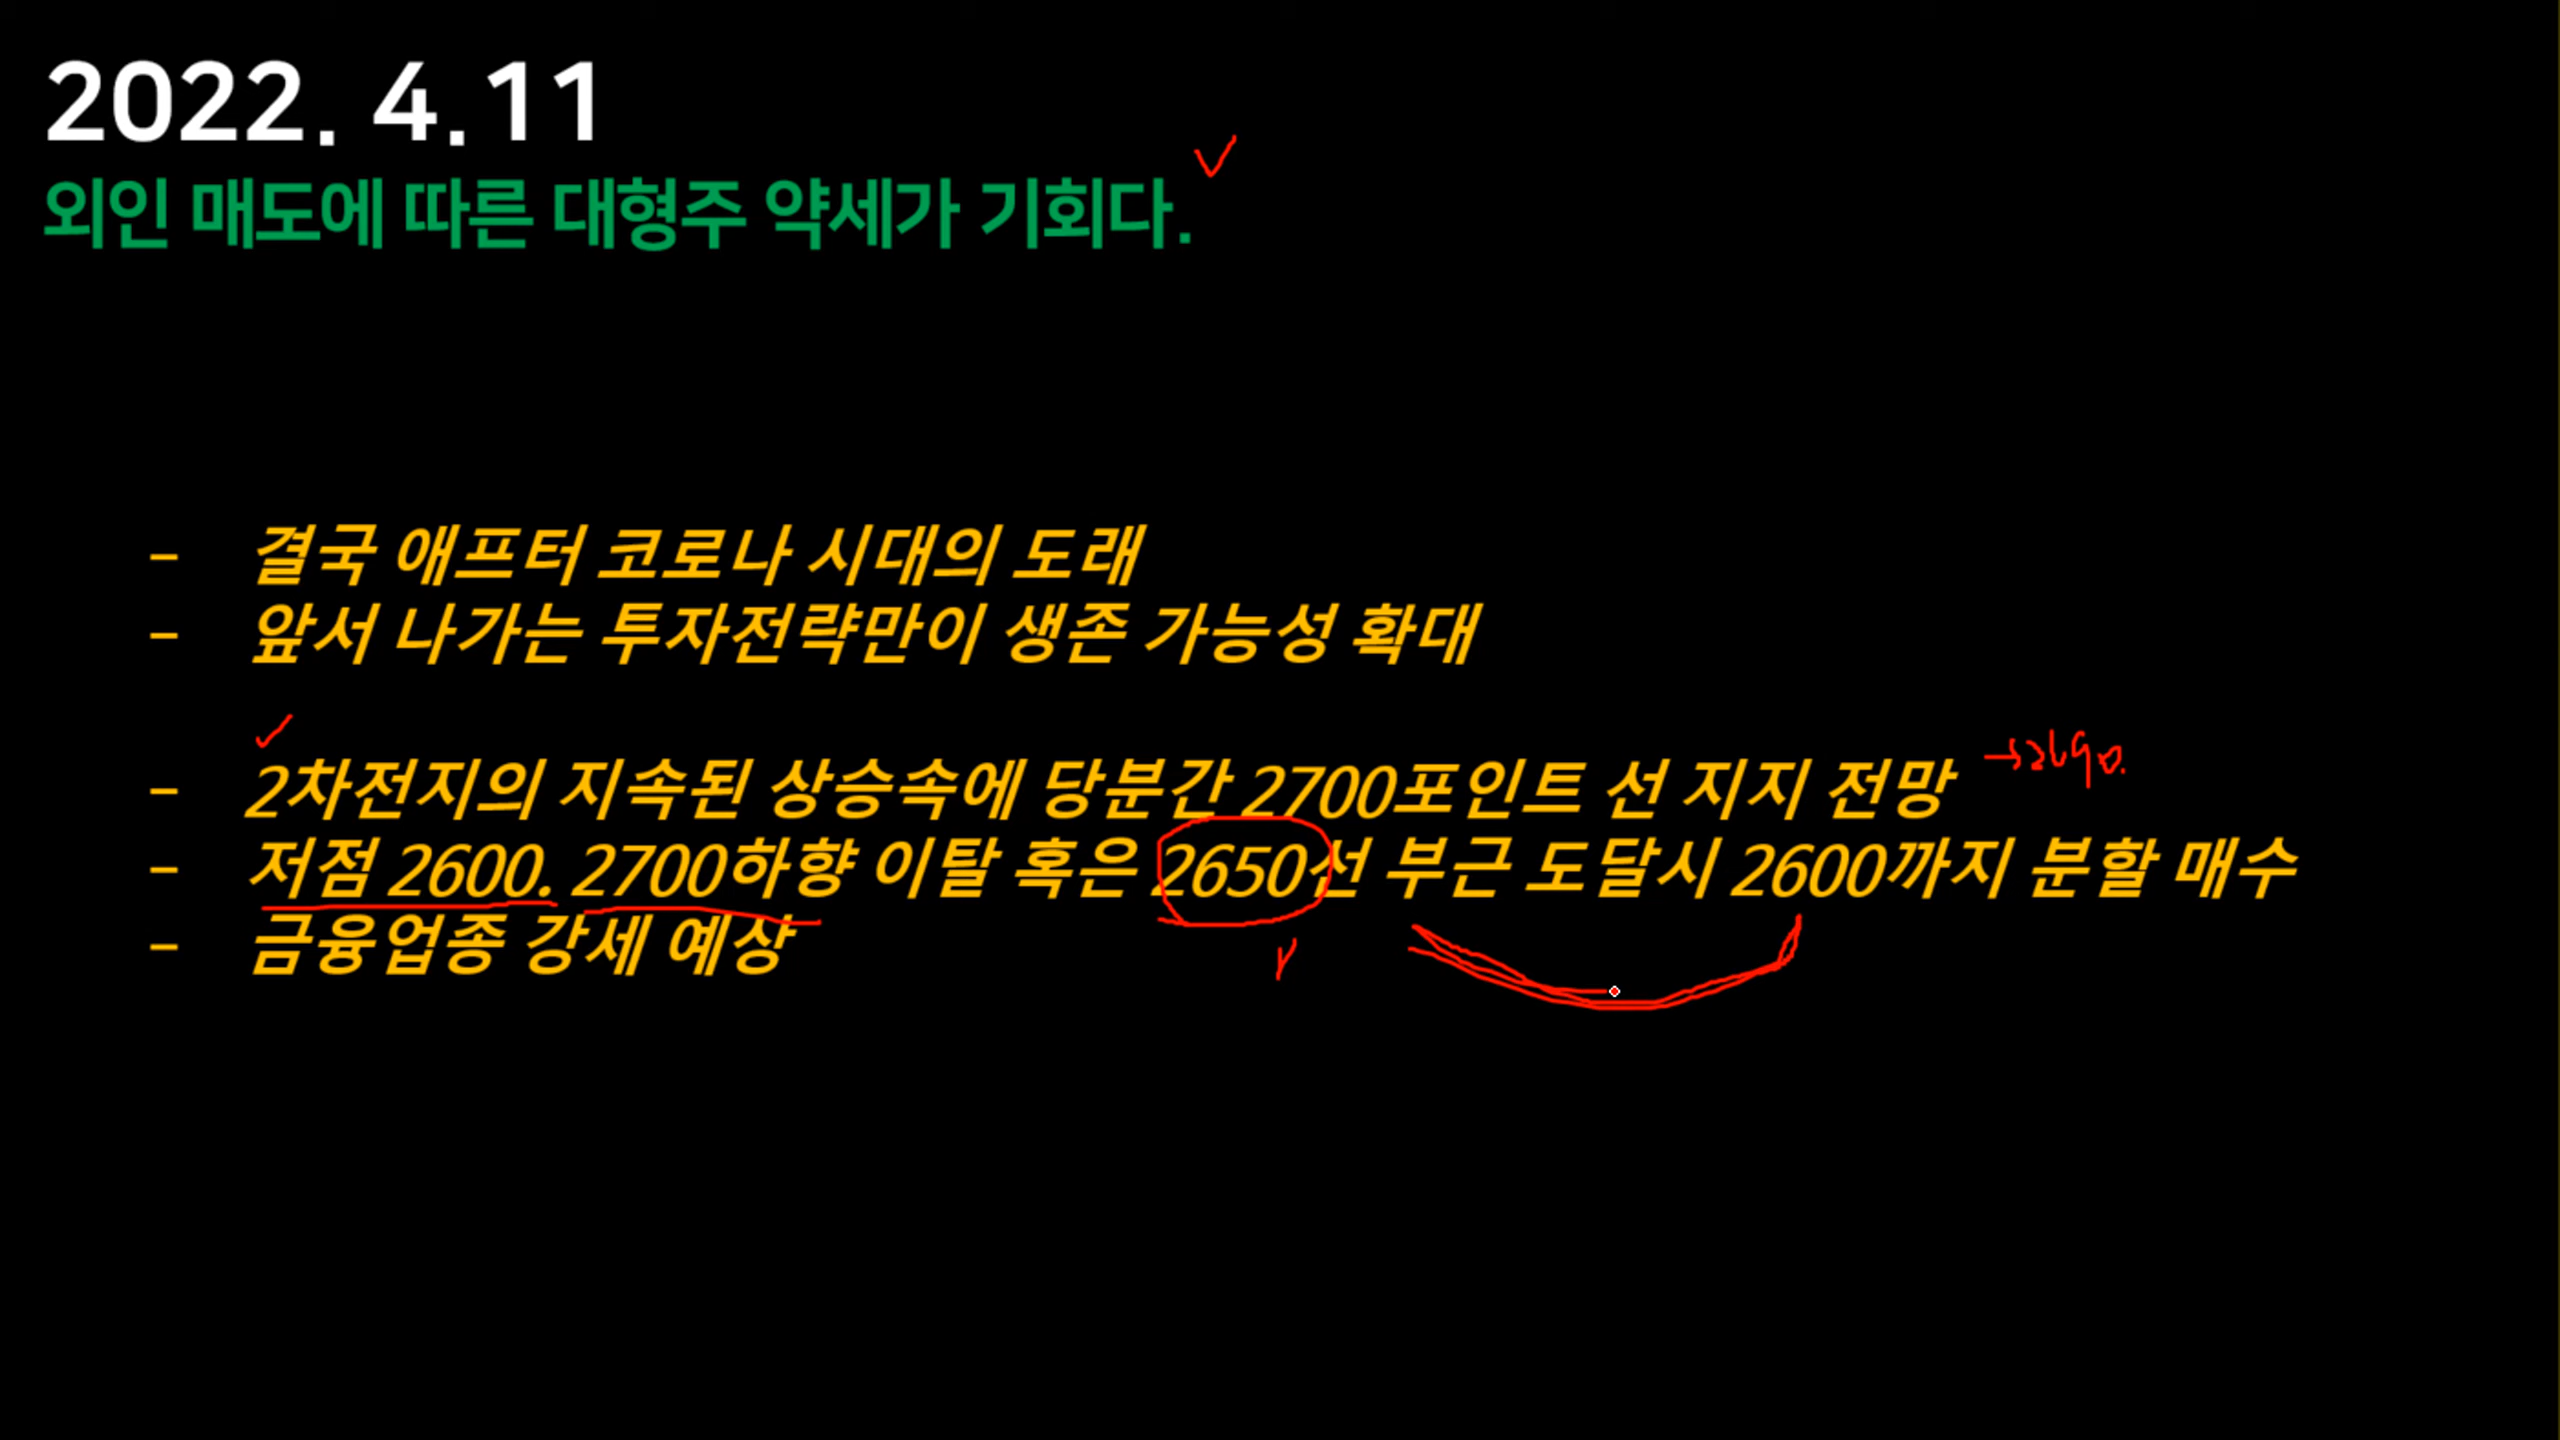 2022. 4.11
외인 매도에 따른 대형주 약세가 기회다.
- 결국 애프터 코로나 시대의 도래
- 앞서 나가는 투자전략만이 생존 가능성 확대
- 2차전지의 지속된 상승속에 당분간 2700포인트 선 지지 전망
- 저점 2600. 2700하향 이탈 혹은 2650선 부근 도달시 2600까지 분할 매수
- 금융업종 강세 예상